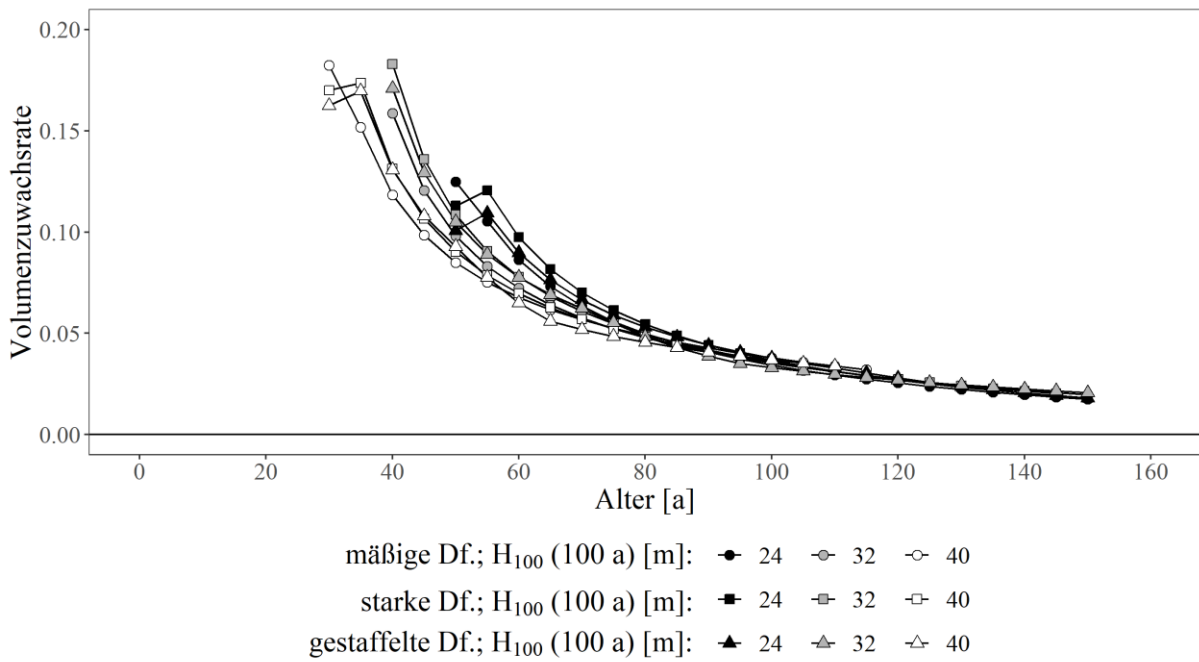 0.20
0.15
0.10
0.05
0.00
Volumenzuwachsrate
0 20 40 60 80 100 120 140 160
Alter [a]
mäßige Df.; H₁₀₀ (100 a) [m]: 24 32 40
starke Df.; H₁₀₀ (100 a) [m]: 24 32 40
gestaffelte Df.; H₁₀₀ (100 a) [m]: 24 32 40